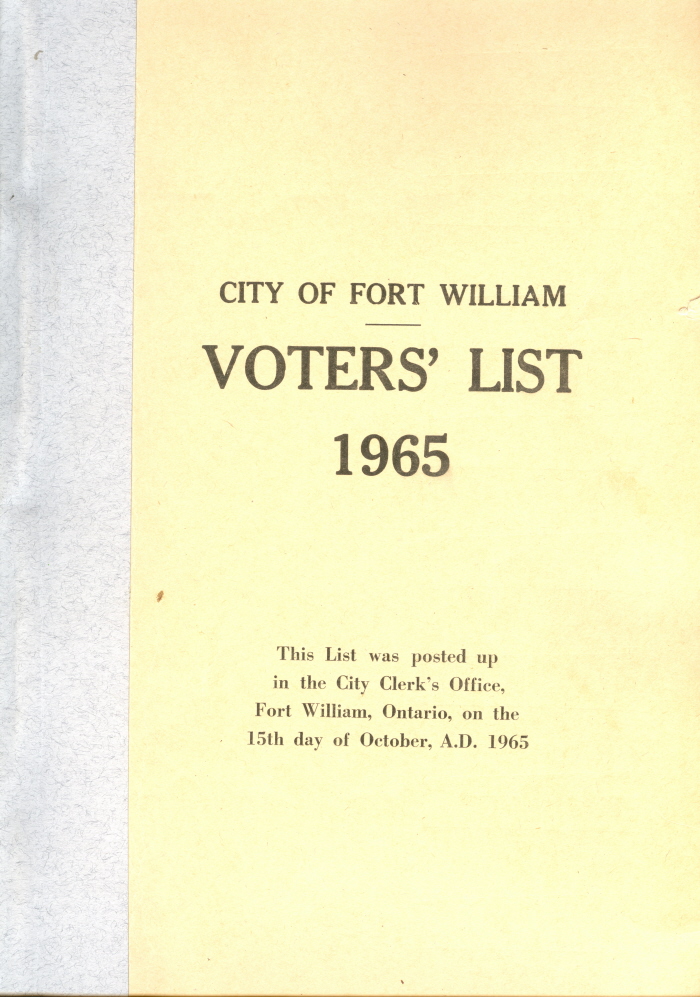 CITY OF FORT WILLIAM
VOTERS' LIST
1965
This List was posted up
in the City Clerk's Office,
Fort William, Ontario, on the
15th day of October, A.D. 1965